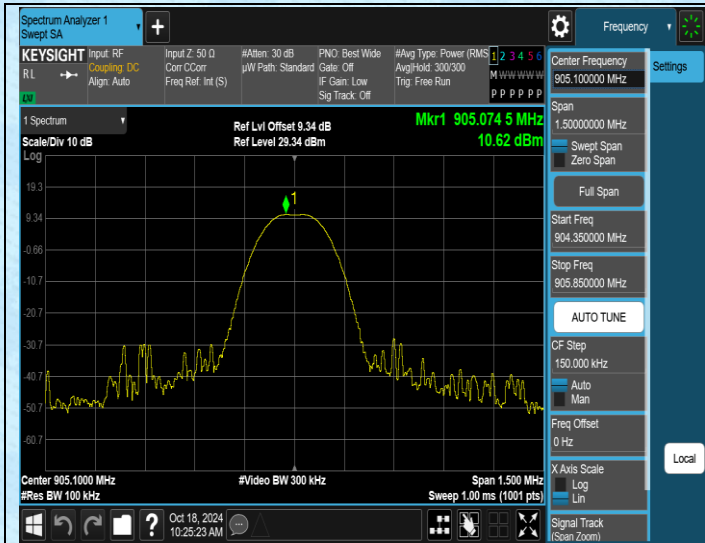 Spectrum Analyzer 1
Swept SA
+
Frequency
KEYSIGHT
RL
LXI
Input: RF
Coupling: DC
Align: Auto
Input Z: 50 Ω
Corr CCorr
Freq Ref: Int (S)
#Atten: 30 dB
µW Path: Standard
PNO: Best Wide
Gate: Off
IF Gain: Low
Sig Track: Off
#Avg Type: Power (RMS
Avg|Hold: 300/300
Trig: Free Run
1 2 3 4 5 6
M W W W W W
P P P P P P
1 Spectrum
Scale/Div 10 dB
Log
Ref Lvl Offset 9.34 dB
Ref Level 29.34 dBm
Mkr1 905.074 5 MHz
10.62 dBm
1
19.3
9.34
-0.66
-10.7
-20.7
-30.7
-40.7
-50.7
-60.7
Center 905.1000 MHz
#Res BW 100 kHz
#Video BW 300 kHz
Span 1.500 MHz
Sweep 1.00 ms (1001 pts)
Center Frequency
905.100000 MHz
Span
1.50000000 MHz
Swept Span
Zero Span
Full Span
Start Freq
904.350000 MHz
Stop Freq
905.850000 MHz
AUTO TUNE
CF Step
150.000 kHz
Auto
Man
Freq Offset
0 Hz
X Axis Scale
Log
Lin
Signal Track
(Span Zoom)
Settings
Local
?
Oct 18, 2024
10:25:23 AM